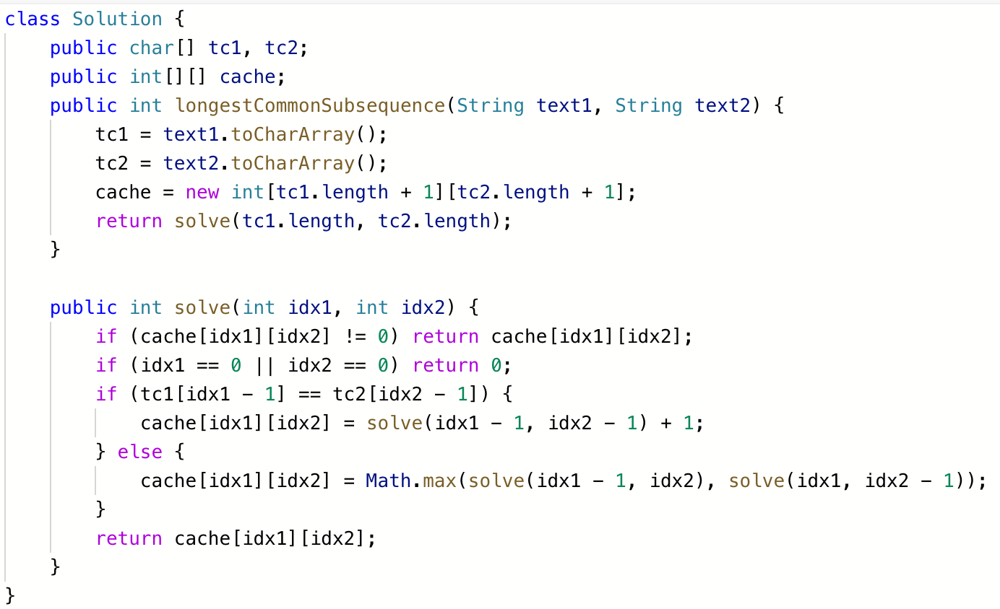 class Solution {
    public char[] tc1, tc2;
    public int[][] cache;
    public int longestCommonSubsequence(String text1, String text2) {
        tc1 = text1.toCharArray();
        tc2 = text2.toCharArray();
        cache = new int[tc1.length + 1][tc2.length + 1];
        return solve(tc1.length, tc2.length);
    }

    public int solve(int idx1, int idx2) {
        if (cache[idx1][idx2] != 0) return cache[idx1][idx2];
        if (idx1 == 0 || idx2 == 0) return 0;
        if (tc1[idx1 - 1] == tc2[idx2 - 1]) {
            cache[idx1][idx2] = solve(idx1 - 1, idx2 - 1) + 1;
        } else {
            cache[idx1][idx2] = Math.max(solve(idx1 - 1, idx2), solve(idx1, idx2 - 1));
        }
        return cache[idx1][idx2];
    }
}